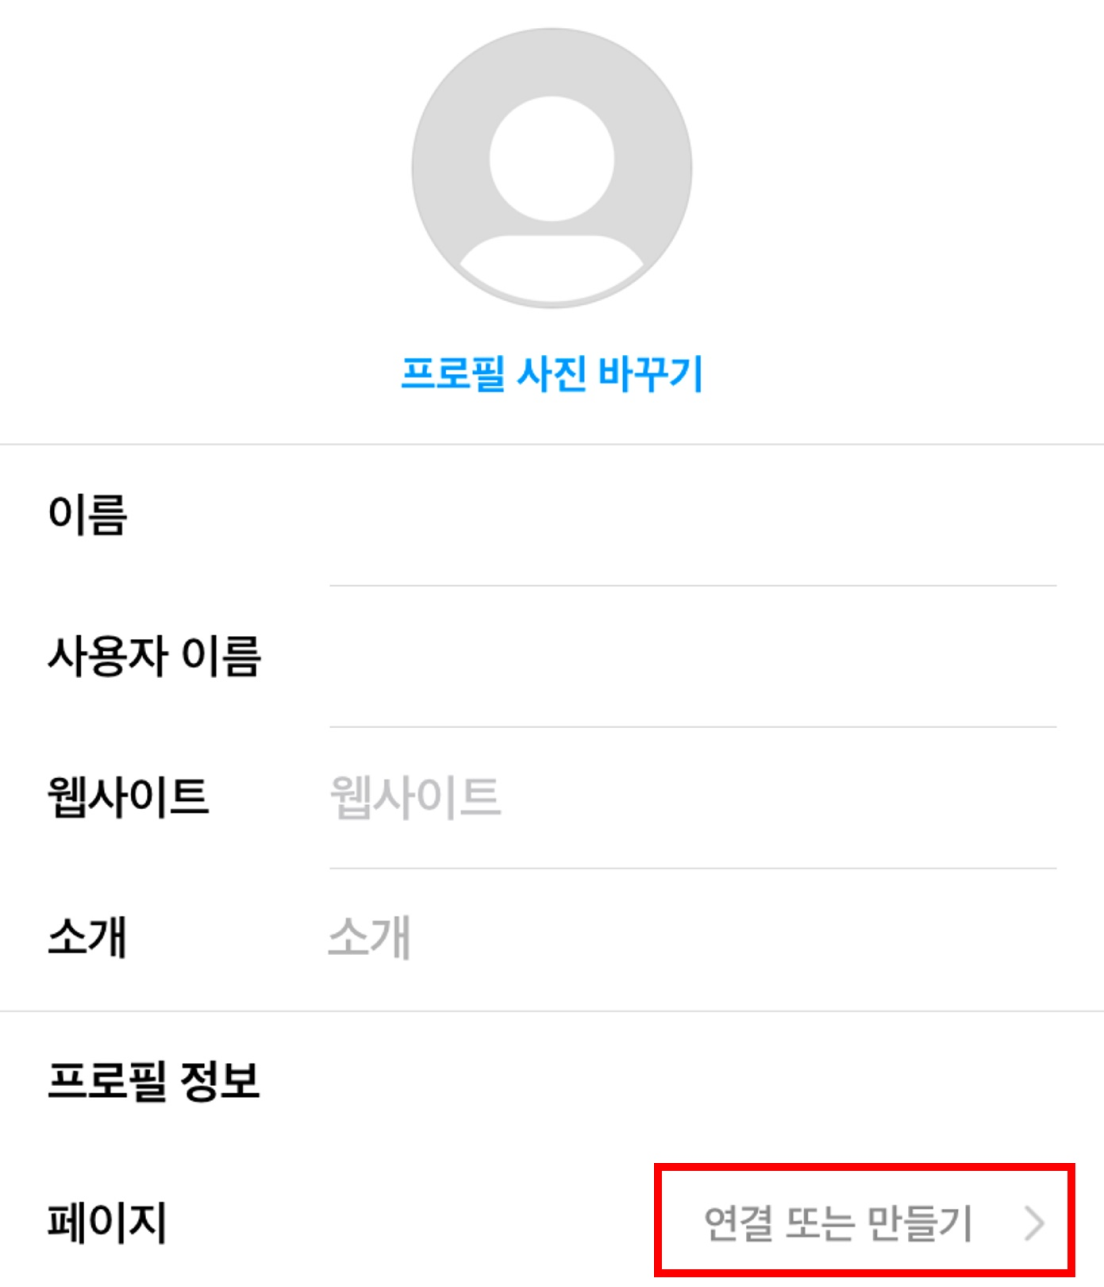 프로필 사진 바꾸기
이름
사용자 이름
웹사이트 웹사이트
소개 소개
프로필 정보
페이지 연결 또는 만들기